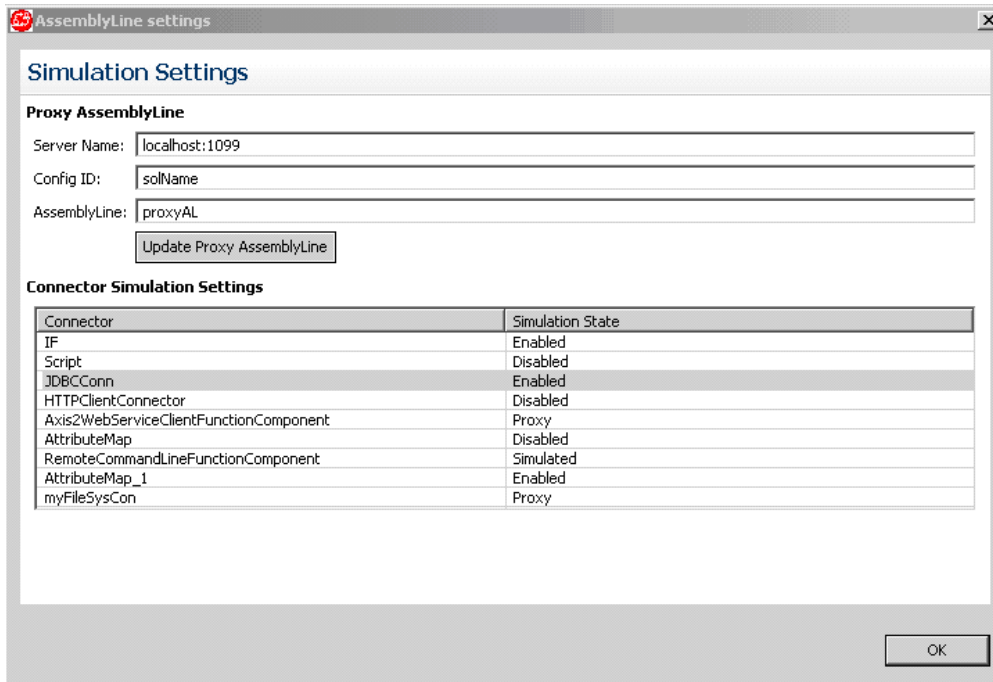 AssemblyLine settings
Simulation Settings
Proxy AssemblyLine
Server Name: localhost:1099
Config ID: solName
AssemblyLine: proxyAL
Update Proxy AssemblyLine
Connector Simulation Settings
Connector Simulation State
IF Enabled
Script Disabled
JDBCConn Enabled
HTTPClientConnector Disabled
Axis2WebServiceClientFunctionComponent Proxy
AttributeMap Disabled
RemoteCommandLineFunctionComponent Simulated
AttributeMap_1 Enabled
myFileSysCon Proxy
OK